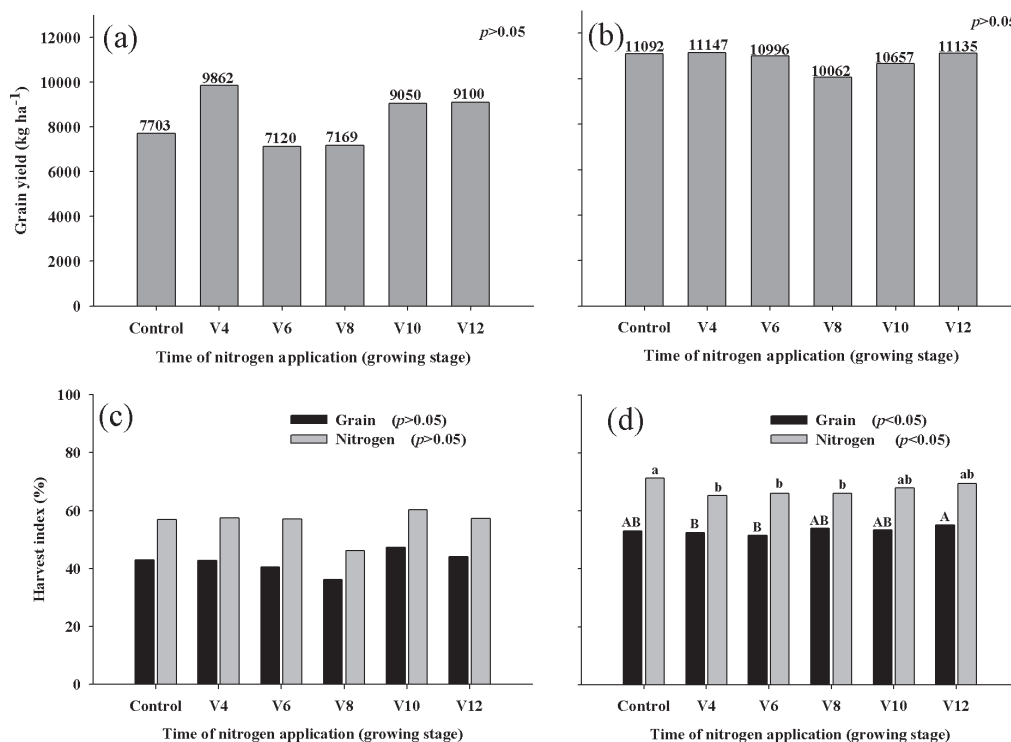 (a)
p>0.05
Grain yield (kg ha⁻¹)
12000
10000
8000
6000
4000
2000
0
7703
9862
7120
7169
9050
9100
Control V4 V6 V8 V10 V12
Time of nitrogen application (growing stage)
(b)
p>0.05
11092
11147
10996
10062
10657
11135
Control V4 V6 V8 V10 V12
Time of nitrogen application (growing stage)
(c)
Grain (p>0.05)
Nitrogen (p>0.05)
Harvest index (%)
100
80
60
40
20
0
Control V4 V6 V8 V10 V12
Time of nitrogen application (growing stage)
(d)
Grain (p<0.05)
Nitrogen (p<0.05)
a b b b ab ab
AB B B AB AB A
Control V4 V6 V8 V10 V12
Time of nitrogen application (growing stage)